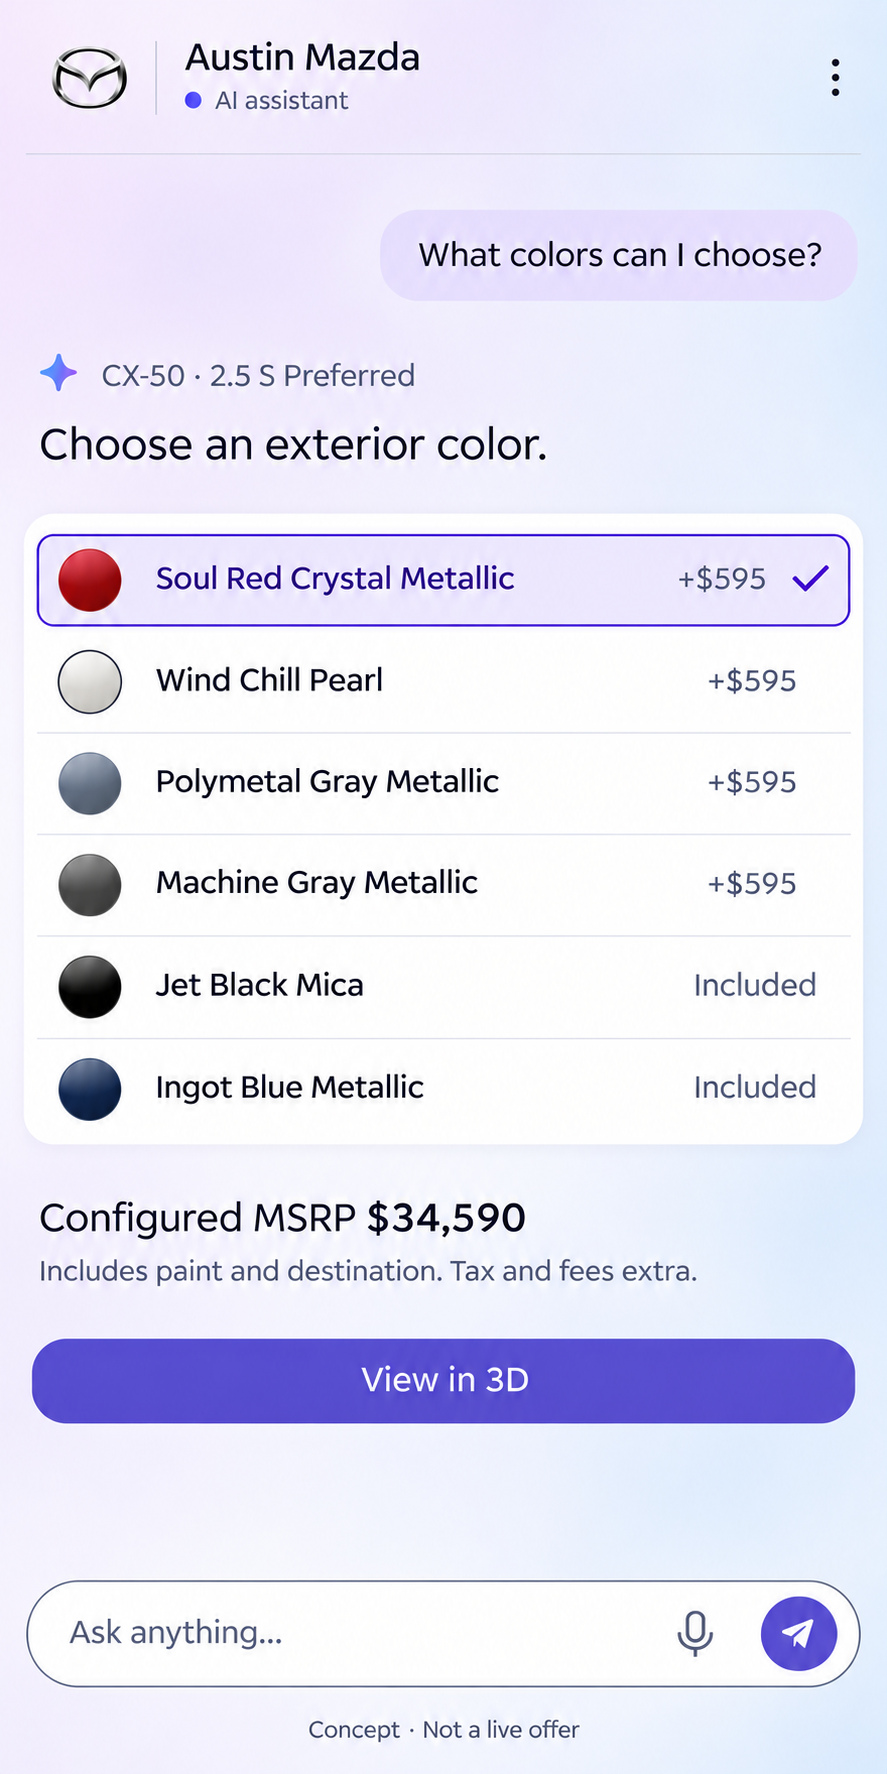 Austin Mazda
AI assistant
What colors can I choose?
CX-50 · 2.5 S Preferred
Choose an exterior color.
Soul Red Crystal Metallic +$595
Wind Chill Pearl +$595
Polymetal Gray Metallic +$595
Machine Gray Metallic +$595
Jet Black Mica Included
Ingot Blue Metallic Included
Configured MSRP $34,590
Includes paint and destination. Tax and fees extra.
View in 3D
Ask anything...
Concept · Not a live offer